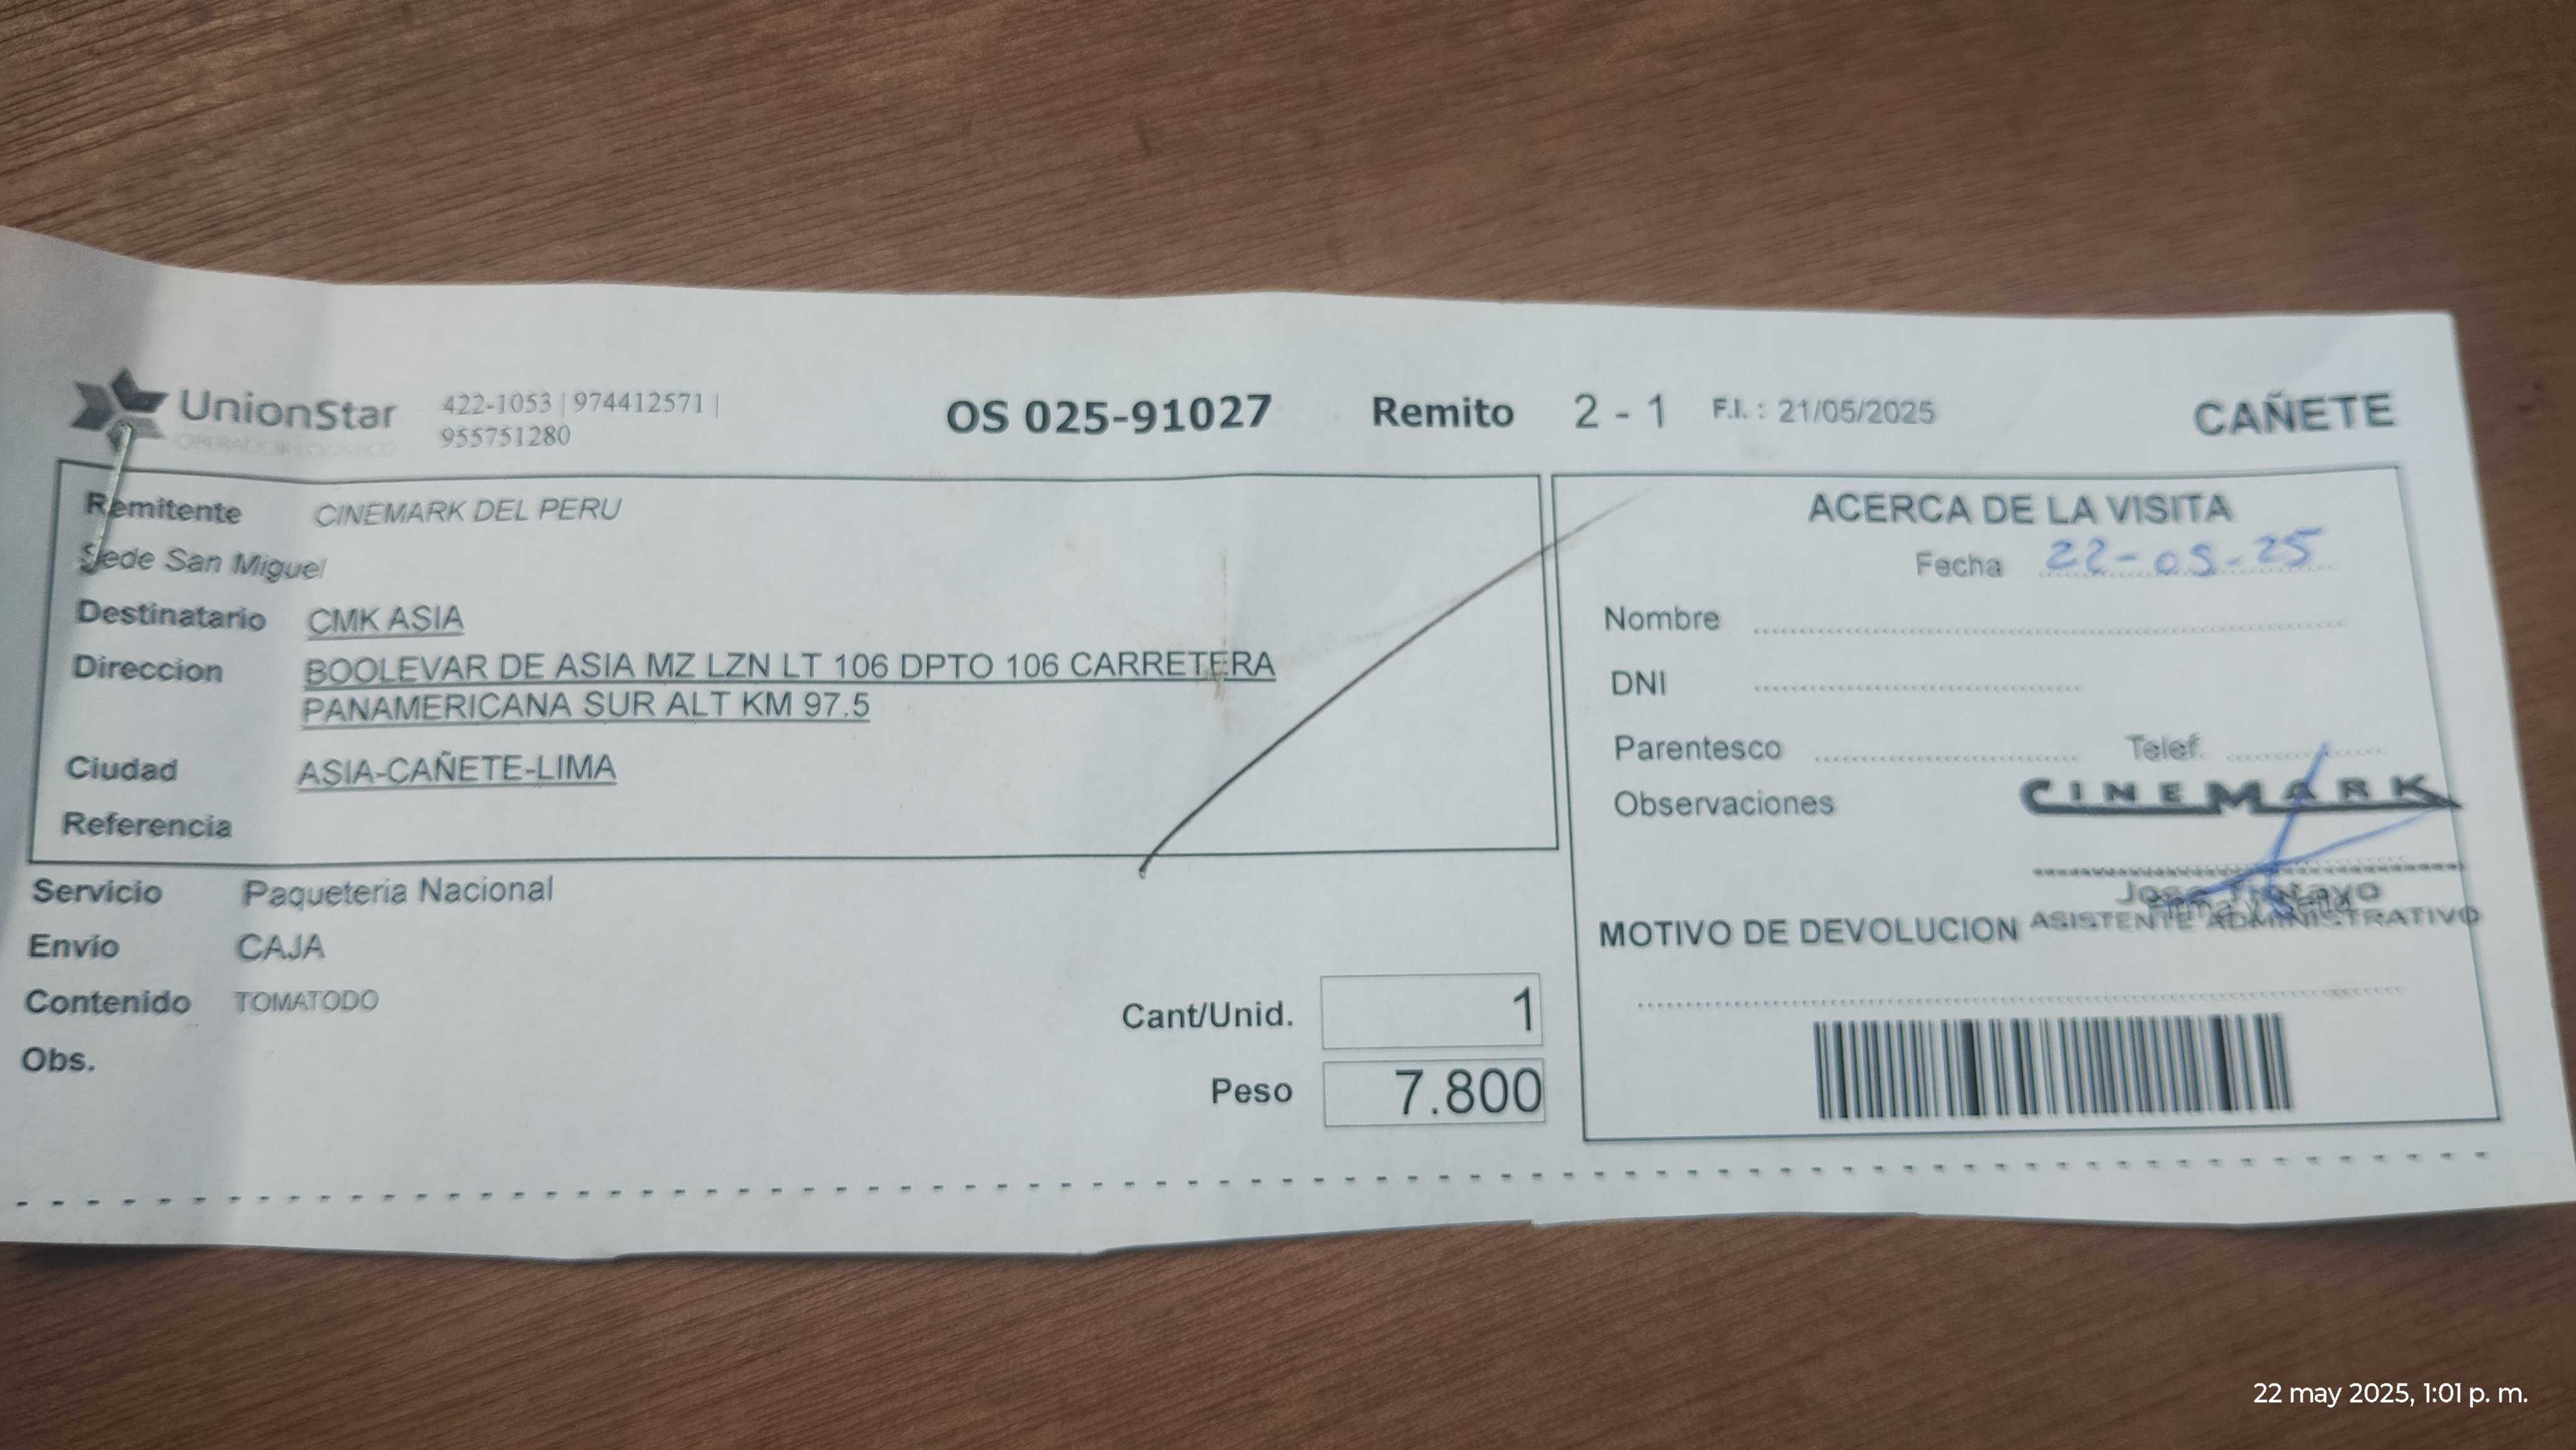 UnionStar
OPERADOR LOGISTICO
422-1053 | 974412571 |
955751280
OS 025-91027 Remito 2 - 1 F.I. : 21/05/2025
CAÑETE
Remitente CINEMARK DEL PERU
Sede San Miguel
Destinatario CMK ASIA
Direccion BOOLEVAR DE ASIA MZ LZN LT 106 DPTO 106 CARRETERA
PANAMERICANA SUR ALT KM 97.5
Ciudad ASIA-CAÑETE-LIMA
Referencia
Servicio Paqueteria Nacional
Envío CAJA
Contenido TOMATODO
Obs.
Cant/Unid. 1
Peso 7.800
ACERCA DE LA VISITA
Fecha 22-05-25
Nombre
DNI
Parentesco Telef.
Observaciones
CINEMARK
Jose
ASISTENTE ADMINISTRATIVO
MOTIVO DE DEVOLUCION
22 may 2025, 1:01 p. m.